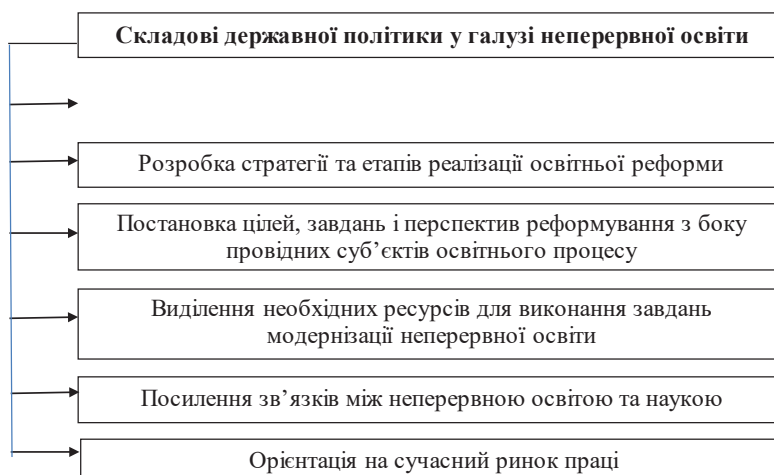 Складові державної політики у галузі неперервної освіти
Розробка стратегії та етапів реалізації освітньої реформи
Постановка цілей, завдань і перспектив реформування з боку
провідних суб’єктів освітнього процесу
Виділення необхідних ресурсів для виконання завдань
модернізації неперервної освіти
Посилення зв’язків між неперервною освітою та наукою
Орієнтація на сучасний ринок праці